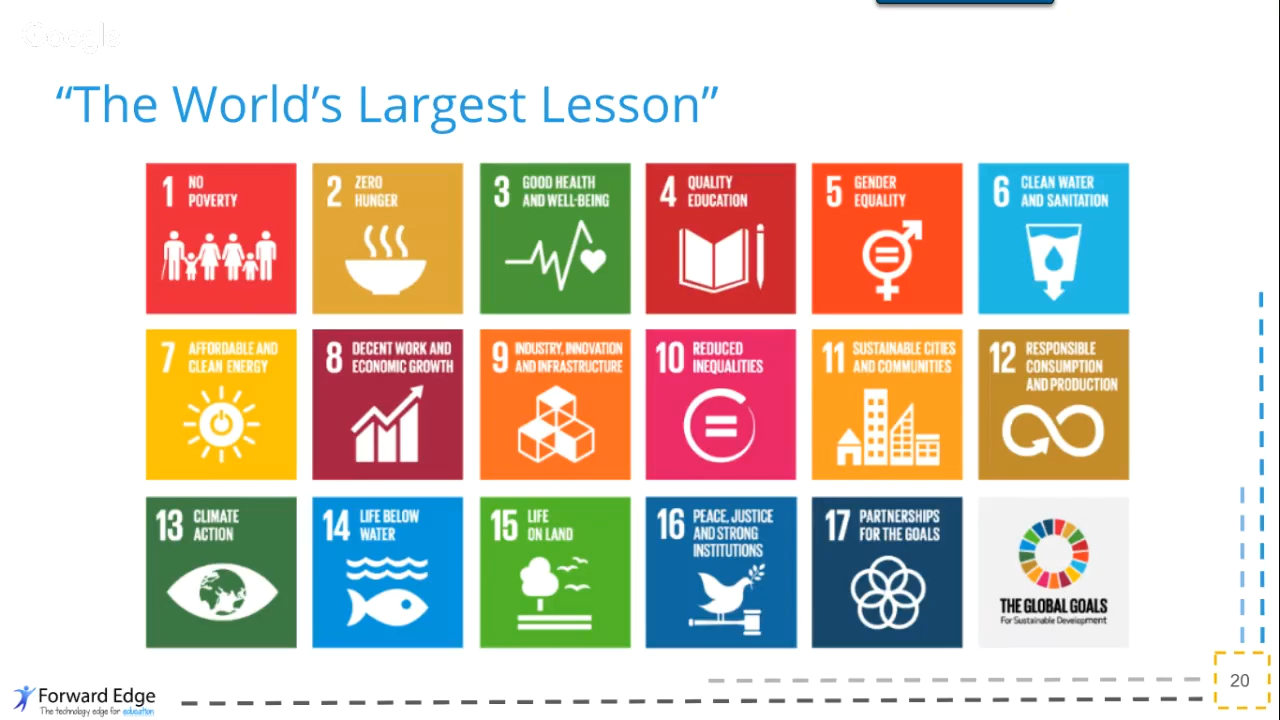 Google
“The World’s Largest Lesson”
1 NO
POVERTY
2 ZERO
HUNGER
3 GOOD HEALTH
AND WELL-BEING
4 QUALITY
EDUCATION
5 GENDER
EQUALITY
6 CLEAN WATER
AND SANITATION
7 AFFORDABLE AND
CLEAN ENERGY
8 DECENT WORK AND
ECONOMIC GROWTH
9 INDUSTRY, INNOVATION
AND INFRASTRUCTURE
10 REDUCED
INEQUALITIES
11 SUSTAINABLE CITIES
AND COMMUNITIES
12 RESPONSIBLE
CONSUMPTION
AND PRODUCTION
13 CLIMATE
ACTION
14 LIFE BELOW
WATER
15 LIFE
ON LAND
16 PEACE, JUSTICE
AND STRONG
INSTITUTIONS
17 PARTNERSHIPS
FOR THE GOALS
THE GLOBAL GOALS
For Sustainable Development
Forward Edge
The technology edge for education
20